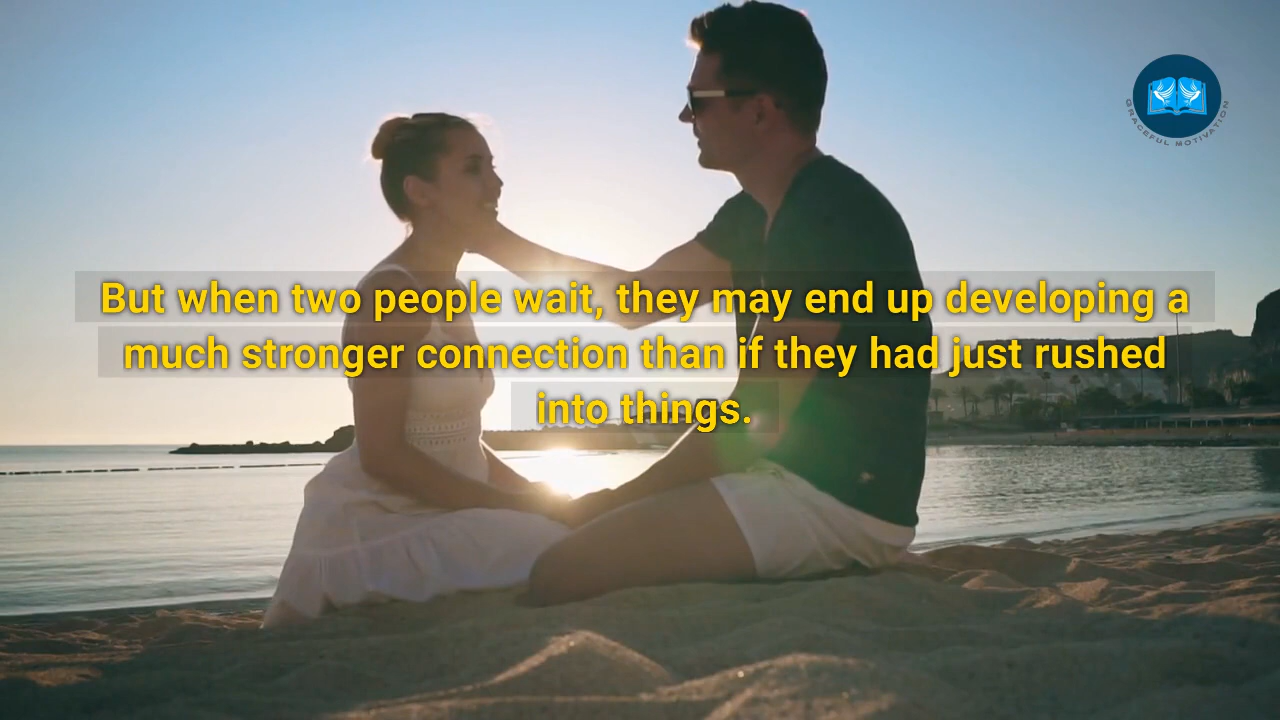 GRACEFUL MOTIVATION
But when two people wait, they may end up developing a
much stronger connection than if they had just rushed
into things.